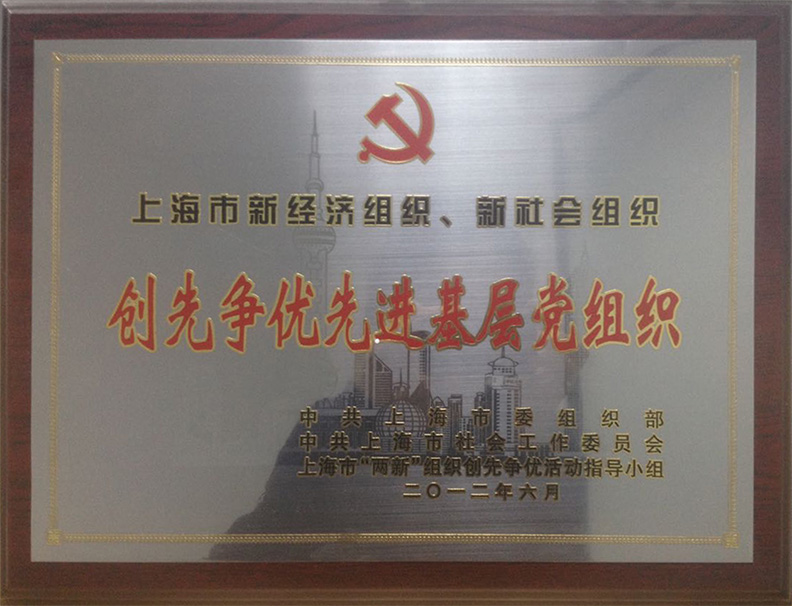 上海市新经济组织、新社会组织
创先争优先进基层党组织
中共上海市委组织部
中共上海市社会工作委员会
上海市“两新”组织创先争优活动指导小组
二〇一二年六月